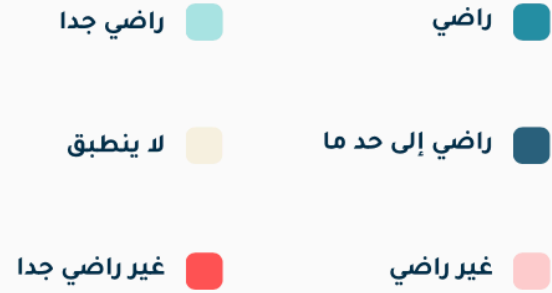 راضي
راضي جدا
راضي إلى حد ما
لا ينطبق
غير راضي
غير راضي جدا